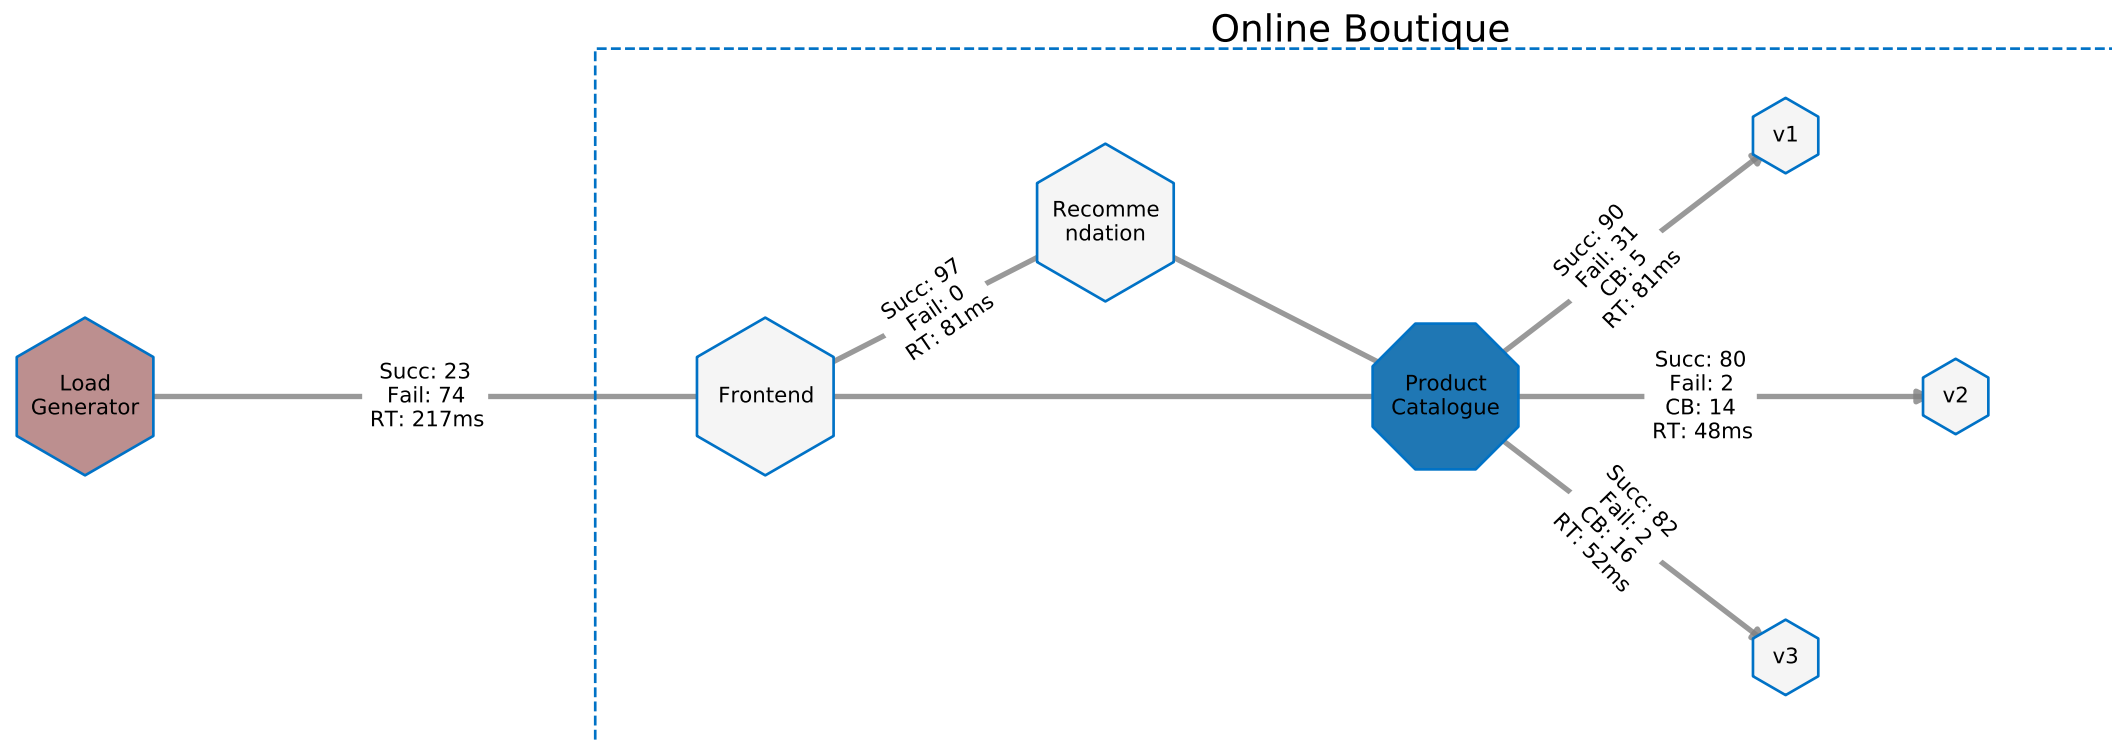 Online Boutique
Load
Generator
Succ: 23
Fail: 74
RT: 217ms
Frontend
Succ: 97
Fail: 0
RT: 81ms
Recomme
ndation
Product
Catalogue
Succ: 90
Fail: 31
CB: 5
RT: 81ms
v1
Succ: 80
Fail: 2
CB: 14
RT: 48ms
v2
Succ: 82
Fail: 2
CB: 16
RT: 52ms
v3